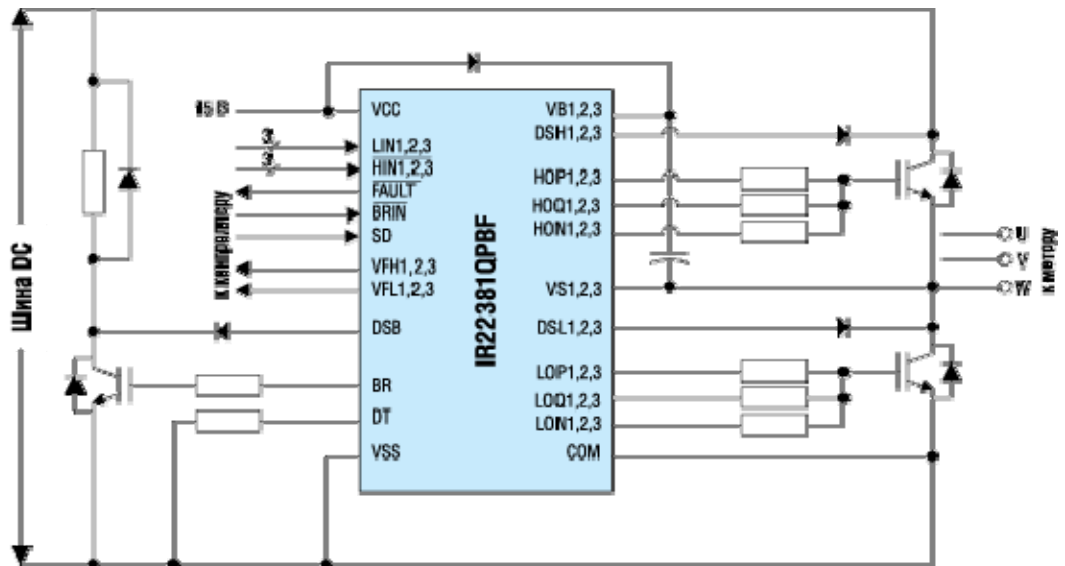 Шина DC
15 В
К контроллеру
VCC
LIN1,2,3
HIN1,2,3
FAULT
BRIN
SD
VFH1,2,3
VFL1,2,3
DSB
BR
DT
VSS
IR22381QPBF
VB1,2,3
DSH1,2,3
HOP1,2,3
HOQ1,2,3
HON1,2,3
VS1,2,3
DSL1,2,3
LOP1,2,3
LOQ1,2,3
LON1,2,3
COM
U
V
W
К мотору